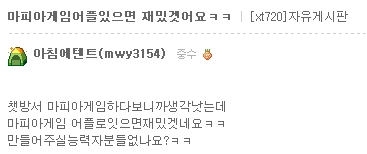 마피아게임어플있으면 재밌겟어요ㅋㅋ | [xt720]자유게시판
아침에텐트(mwy3154) 중수
챗방서 마피아게임하다보니까생각낫는데
마피아게임 어플로잇으면재밌겟네요ㅋㅋ
만들어주실능력자분들없나요?ㅋㅋ